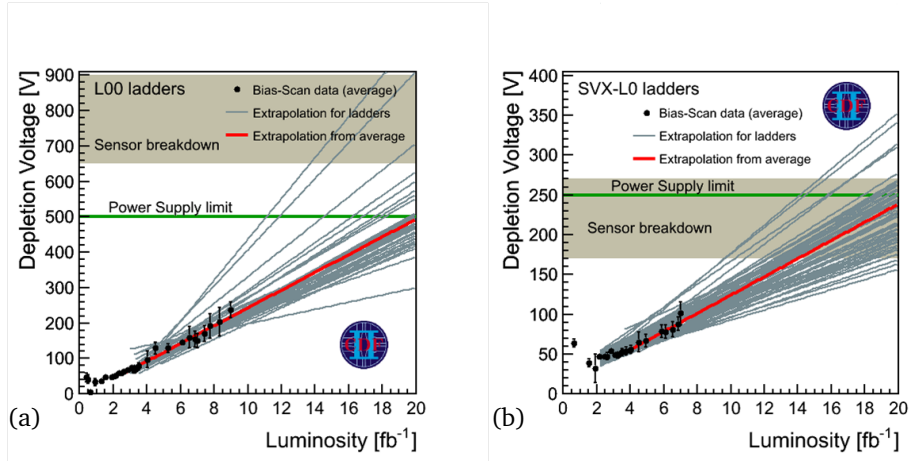 L00 ladders
Bias-Scan data (average)
Extrapolation for ladders
Extrapolation from average
Sensor breakdown
Power Supply limit
Depletion Voltage [V]
900
800
700
600
500
400
300
200
100
0
0 2 4 6 8 10 12 14 16 18 20
Luminosity [fb⁻¹]
(a)
SVX-L0 ladders
Bias-Scan data (average)
Extrapolation for ladders
Extrapolation from average
Power Supply limit
Sensor breakdown
Depletion Voltage [V]
400
350
300
250
200
150
100
50
0
0 2 4 6 8 10 12 14 16 18 20
Luminosity [fb⁻¹]
(b)